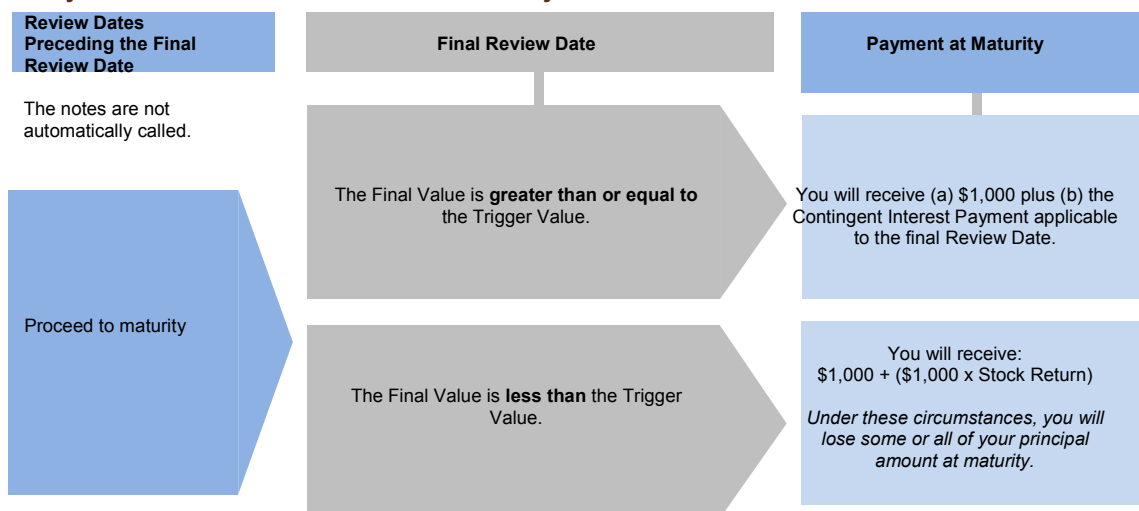 Review Dates
Preceding the Final
Review Date
The notes are not
automatically called.
Proceed to maturity
Final Review Date
The Final Value is greater than or equal to
the Trigger Value.
The Final Value is less than the Trigger
Value.
Payment at Maturity
You will receive (a) $1,000 plus (b) the
Contingent Interest Payment applicable
to the final Review Date.
You will receive:
$1,000 + ($1,000 x Stock Return)
Under these circumstances, you will
lose some or all of your principal
amount at maturity.